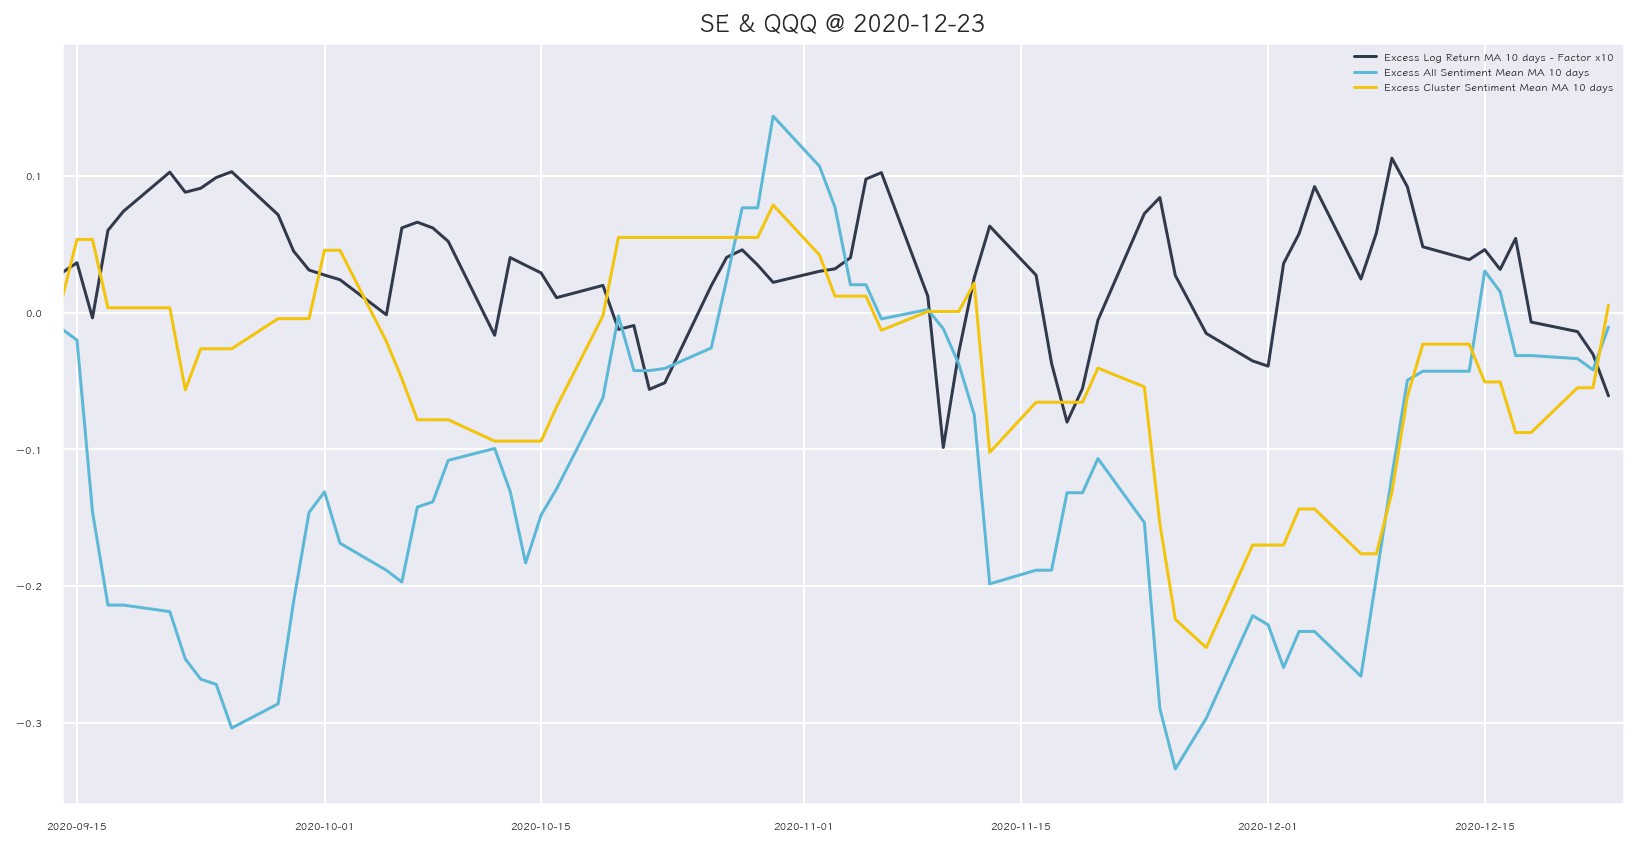 SE & QQQ @ 2020-12-23
Excess Log Return MA 10 days - Factor x10
Excess All Sentiment Mean MA 10 days
Excess Cluster Sentiment Mean MA 10 days
0.1
0.0
−0.1
−0.2
−0.3
2020-09-15 2020-10-01 2020-10-15 2020-11-01 2020-11-15 2020-12-01 2020-12-15